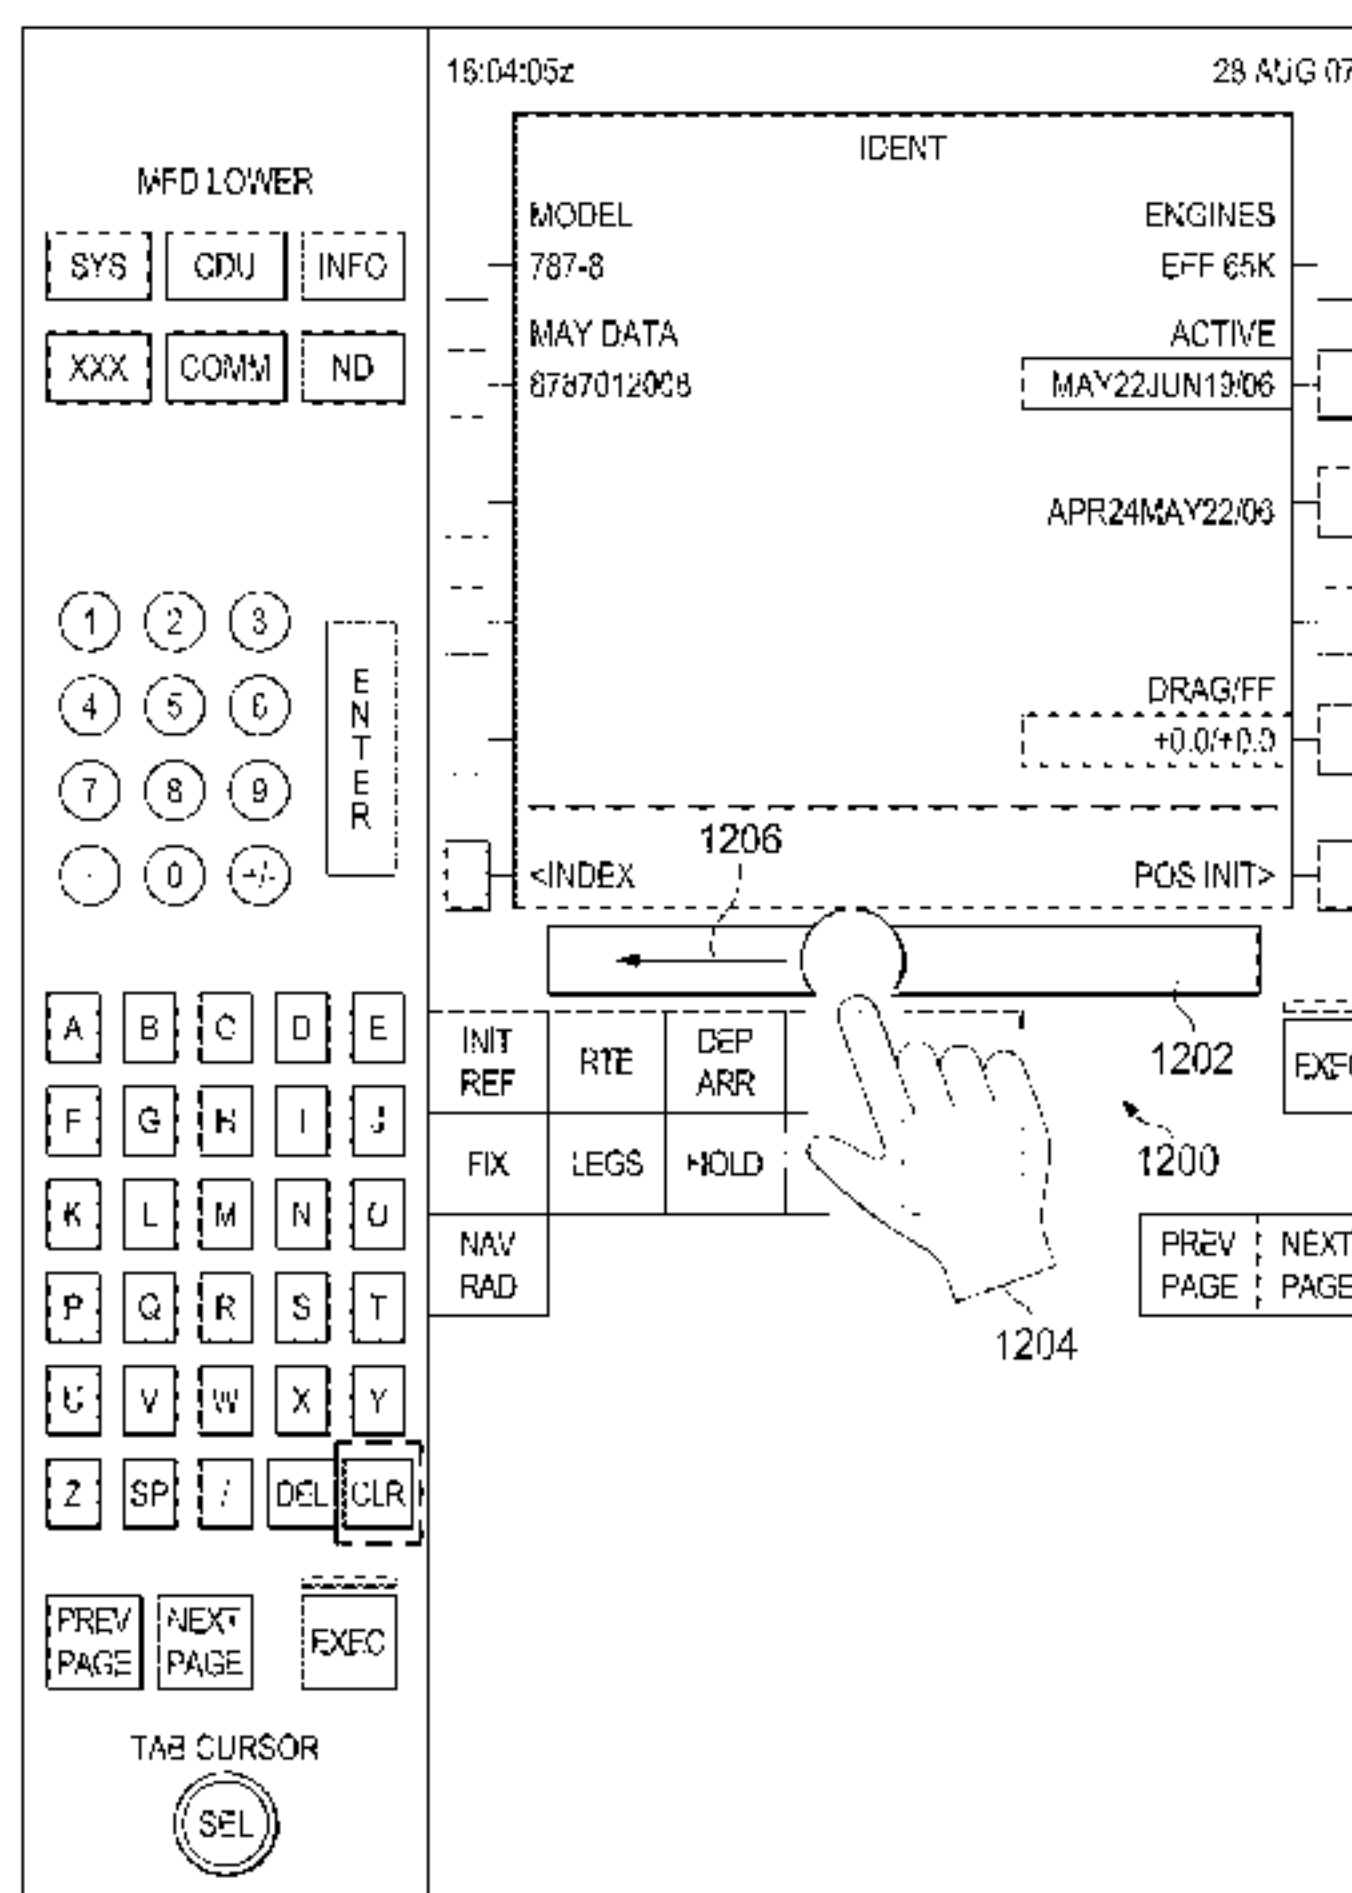 16:04:05z 28 AUG 07
MFD LOWER
SYS CDU INFO
XXX COMM ND
1 2 3
4 5 6
7 8 9
. 0 +/-
ENTER
A B C D E
F G H I J
K L M N O
P Q R S T
U V W X Y
Z SP / DEL CLR
PREV PAGE
NEXT PAGE
EXEC
TAB CURSOR
SEL
IDENT
MODEL ENGINES
787-8 EFF 65K
MAY DATA ACTIVE
8787012008 MAY22JUN19/06
APR24MAY22/06
DRAG/FF
+0.0/+0.0
1206
<INDEX POS INIT>
INIT REF
RTE
DEP ARR
1202
FIX LEGS HOLD
1200
NAV RAD
PREV PAGE
NEXT PAGE
1204